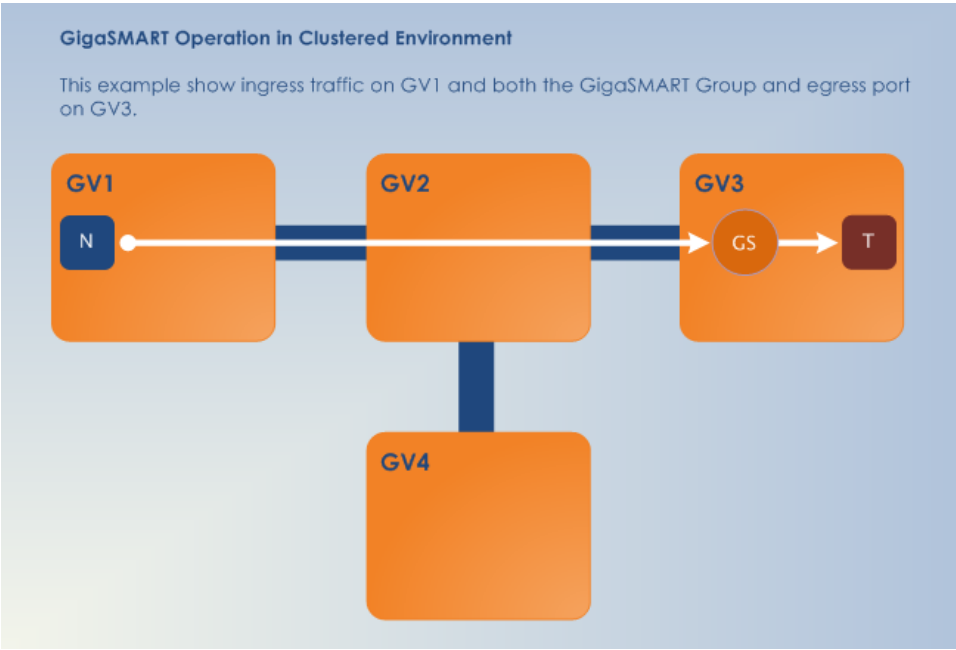 GigaSMART Operation in Clustered Environment
This example show ingress traffic on GV1 and both the GigaSMART Group and egress port
on GV3.
GV1
GV2
GV3
N
GS
T
GV4